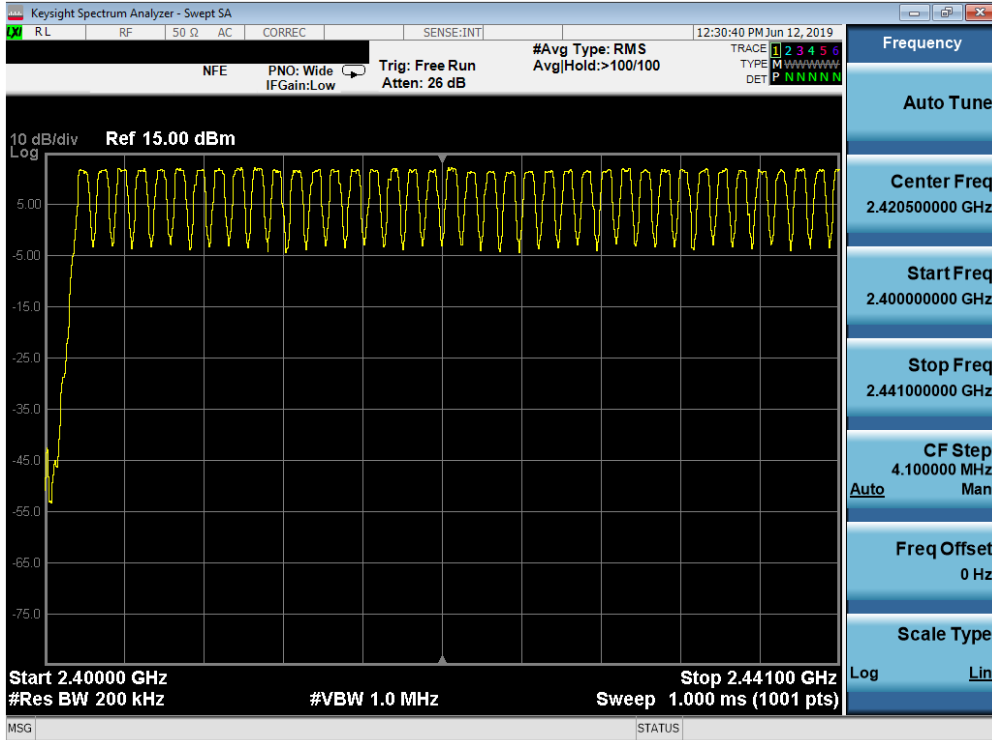 Keysight Spectrum Analyzer - Swept SA
LXI RL RF 50 Ω AC CORREC SENSE:INT 12:30:40 PM Jun 12, 2019
NFE PNO: Wide IFGain:Low
Trig: Free Run
Atten: 26 dB
#Avg Type: RMS
Avg|Hold:>100/100
TRACE 1 2 3 4 5 6
TYPE M WWWWW
DET P N N N N N
10 dB/div Ref 15.00 dBm
Log
5.00
-5.00
-15.0
-25.0
-35.0
-45.0
-55.0
-65.0
-75.0
Start 2.40000 GHz Stop 2.44100 GHz
#Res BW 200 kHz #VBW 1.0 MHz Sweep 1.000 ms (1001 pts)
MSG STATUS
Frequency
Auto Tune
Center Freq
2.420500000 GHz
Start Freq
2.400000000 GHz
Stop Freq
2.441000000 GHz
CF Step
4.100000 MHz
Auto Man
Freq Offset
0 Hz
Scale Type
Log Lin